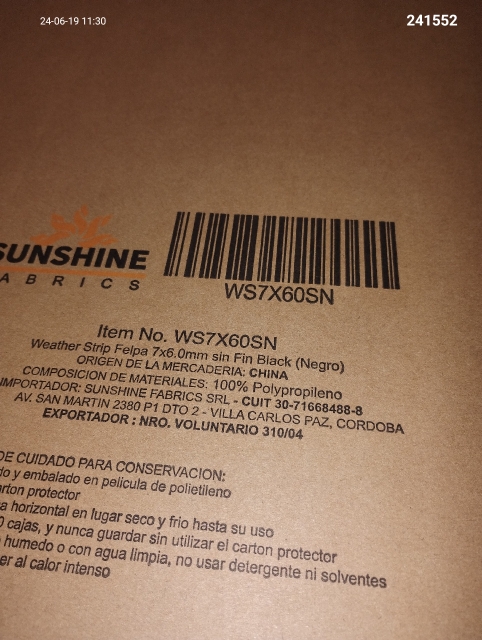 24-06-19 11:30
241552
SUNSHINE
ABRICS
WS7X60SN
Item No. WS7X60SN
Weather Strip Felpa 7x6.0mm sin Fin Black (Negro)
ORIGEN DE LA MERCADERIA: CHINA
COMPOSICION DE MATERIALES: 100% Polypropileno
IMPORTADOR: SUNSHINE FABRICS SRL - CUIT 30-71668488-8
AV. SAN MARTIN 2380 P1 DTO 2 - VILLA CARLOS PAZ, CORDOBA
EXPORTADOR : NRO. VOLUNTARIO 310/04
DE CUIDADO PARA CONSERVACION:
do y embalado en pelicula de polietileno
arton protector
a horizontal en lugar seco y frio hasta su uso
0 cajas, y nunca guardar sin utilizar el carton protector
humedo o con agua limpia, no usar detergente ni solventes
er al calor intenso